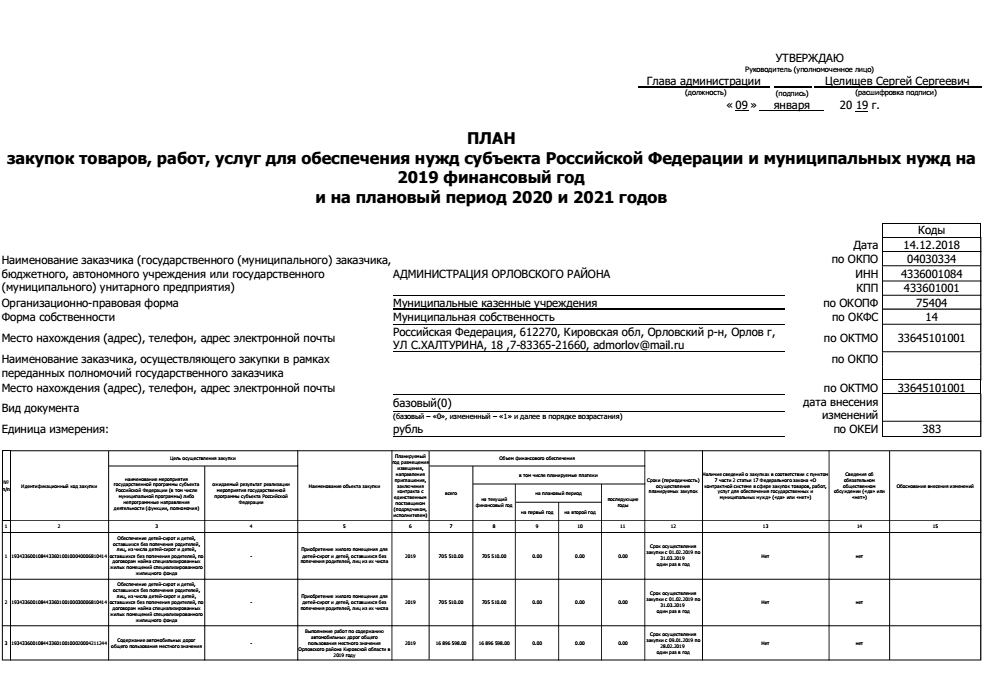 УТВЕРЖДАЮ
Руководитель (уполномоченное лицо)
Глава администрации Целищев Сергей Сергеевич
(должность) (подпись) (расшифровка подписи)
« 09 » января 20 19 г.
ПЛАН
закупок товаров, работ, услуг для обеспечения нужд субъекта Российской Федерации и муниципальных нужд на
2019 финансовый год
и на плановый период 2020 и 2021 годов
Коды
Дата 14.12.2018
Наименование заказчика (государственного (муниципального) заказчика,
бюджетного, автономного учреждения или государственного
(муниципального) унитарного предприятия)
АДМИНИСТРАЦИЯ ОРЛОВСКОГО РАЙОНА
по ОКПО 04030334
ИНН 4336001084
КПП 433601001
Организационно-правовая форма Муниципальные казенные учреждения по ОКОПФ 75404
Форма собственности Муниципальная собственность по ОКФС 14
Место нахождения (адрес), телефон, адрес электронной почты
Российская Федерация, 612270, Кировская обл, Орловский р-н, Орлов г,
УЛ С.ХАЛТУРИНА, 18 ,7-83365-21660, admorlov@mail.ru
по ОКТМО 33645101001
Наименование заказчика, осуществляющего закупки в рамках
переданных полномочий государственного заказчика
по ОКПО
Место нахождения (адрес), телефон, адрес электронной почты по ОКТМО 33645101001
Вид документа базовый(0)
(базовый – «0», измененный – «1» и далее в порядке возрастания)
дата внесения
изменений
Единица измерения: рубль по ОКЕИ 383
№
п/п
Идентификационный код закупки
Цель осуществления закупки
наименование мероприятия
государственной программы субъекта
Российской Федерации (в том числе
муниципальной программы) либо
непрограммные направления
деятельности (функции, полномочия)
ожидаемый результат реализации
мероприятия государственной
программы субъекта Российской
Федерации
Наименование объекта закупки
Планируемый
год размещения
извещения,
направления
приглашения,
заключения
контракта с
единственным
поставщиком
(подрядчиком,
исполнителем)
Объем финансового обеспечения
всего
в том числе планируемые платежи
на текущий
финансовый год
на плановый период
на первый год
на второй год
последующие
годы
Сроки (периодичность)
осуществления
планируемых закупок
Наличие сведений о закупках в соответствии с пунктом
7 части 2 статьи 17 Федерального закона «О
контрактной системе в сфере закупок товаров, работ,
услуг для обеспечения государственных и
муниципальных нужд» («да» или «нет»)
Сведения об
обязательном
общественном
обсуждении («да» или
«нет»)
Обоснование внесения изменений
1 2 3 4 5 6 7 8 9 10 11 12 13 14 15
1
Обеспечение детей-сирот и детей,
оставшихся без попечения родителей,
лиц, из числа детей-сирот и детей,
оставшихся без попечения родителей, по
договорам найма специализированных
жилых помещений специализированного
жилищного фонда
-
Приобретение жилого помещения для
детей-сирот и детей, оставшихся без
попечения родителей, лиц из их числа
2019 705 510.00 705 510.00 0.00 0.00 0.00
Срок осуществления
закупки с 01.02.2019 по
31.03.2019
один раз в год
Нет нет
2
Обеспечение детей-сирот и детей,
оставшихся без попечения родителей,
лиц, из числа детей-сирот и детей,
оставшихся без попечения родителей, по
договорам найма специализированных
жилых помещений специализированного
жилищного фонда
-
Приобретение жилого помещения для
детей-сирот и детей, оставшихся без
попечения родителей, лиц из их числа
2019 705 510.00 705 510.00 0.00 0.00 0.00
Срок осуществления
закупки с 01.02.2019 по
31.03.2019
один раз в год
Нет нет
3
Содержание автомобильных дорог
общего пользования местного значения
-
Выполнение работ по содержанию
автомобильных дорог общего
пользования местного значения
Орловского района Кировской области в
2019 году
2019 16 896 598.00 16 896 598.00 0.00 0.00 0.00
Срок осуществления
закупки с 09.01.2019 по
28.02.2019
один раз в год
Нет нет